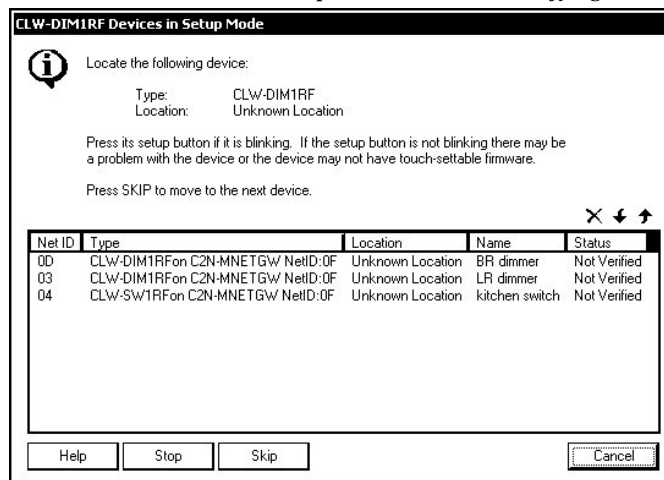 CLW-DIM1RF Devices in Setup Mode
Locate the following device:
Type: CLW-DIM1RF
Location: Unknown Location
Press its setup button if it is blinking. If the setup button is not blinking there may be
a problem with the device or the device may not have touch-settable firmware.
Press SKIP to move to the next device.
Net ID Type Location Name Status
0D CLW-DIM1RFon C2N-MNETGW NetID:0F Unknown Location BR dimmer Not Verified
03 CLW-DIM1RFon C2N-MNETGW NetID:0F Unknown Location LR dimmer Not Verified
04 CLW-SW1RFon C2N-MNETGW NetID:0F Unknown Location kitchen switch Not Verified
Help Stop Skip Cancel